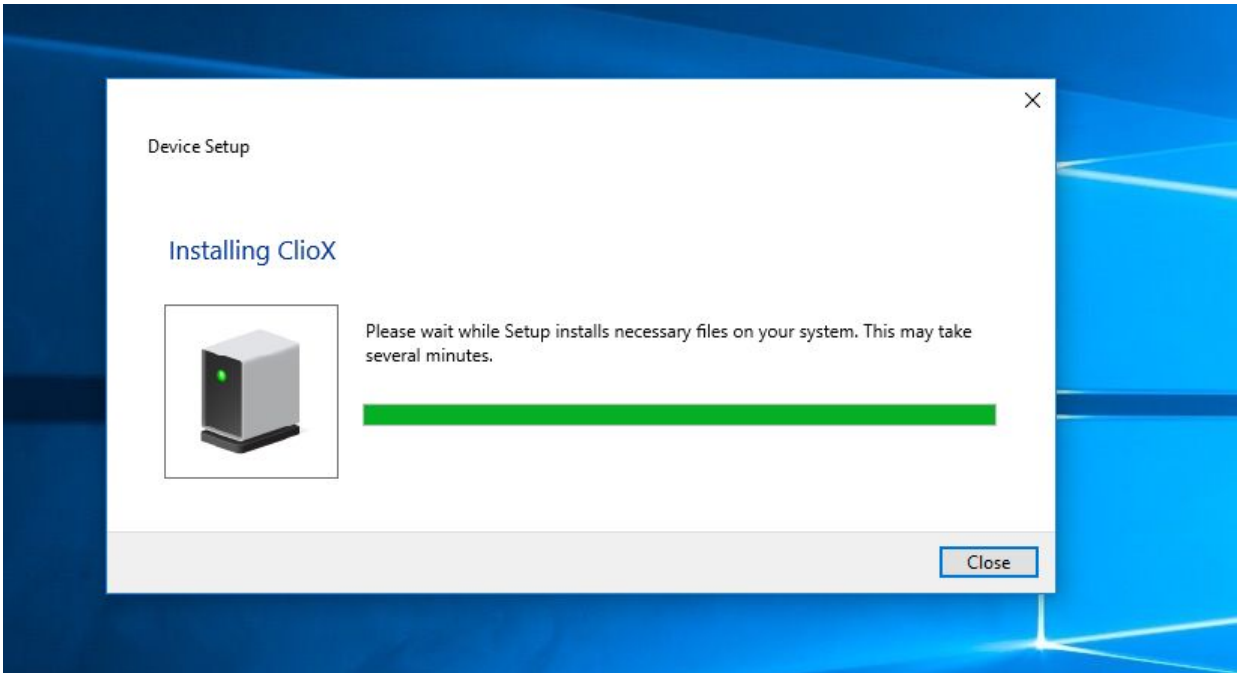 Device Setup
Installing ClioX
Please wait while Setup installs necessary files on your system. This may take
several minutes.
Close